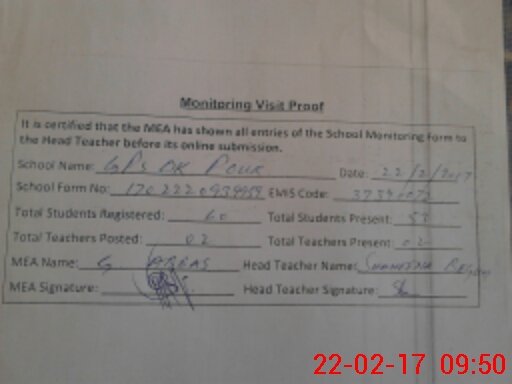 Monitoring Visit Proof
It is certified that the MEA has shown all entries of the School Monitoring Form to
the Head Teacher before its online submission.
School Name: GPS DK Date: 22/2/2017
School Form No: EMIS Code:
Total Students Registered: 60 Total Students Present:
Total Teachers Posted: 02 Total Teachers Present: 02
MEA Name: G Head Teacher Name:
MEA Signature: Head Teacher Signature:
22-02-17 09:50